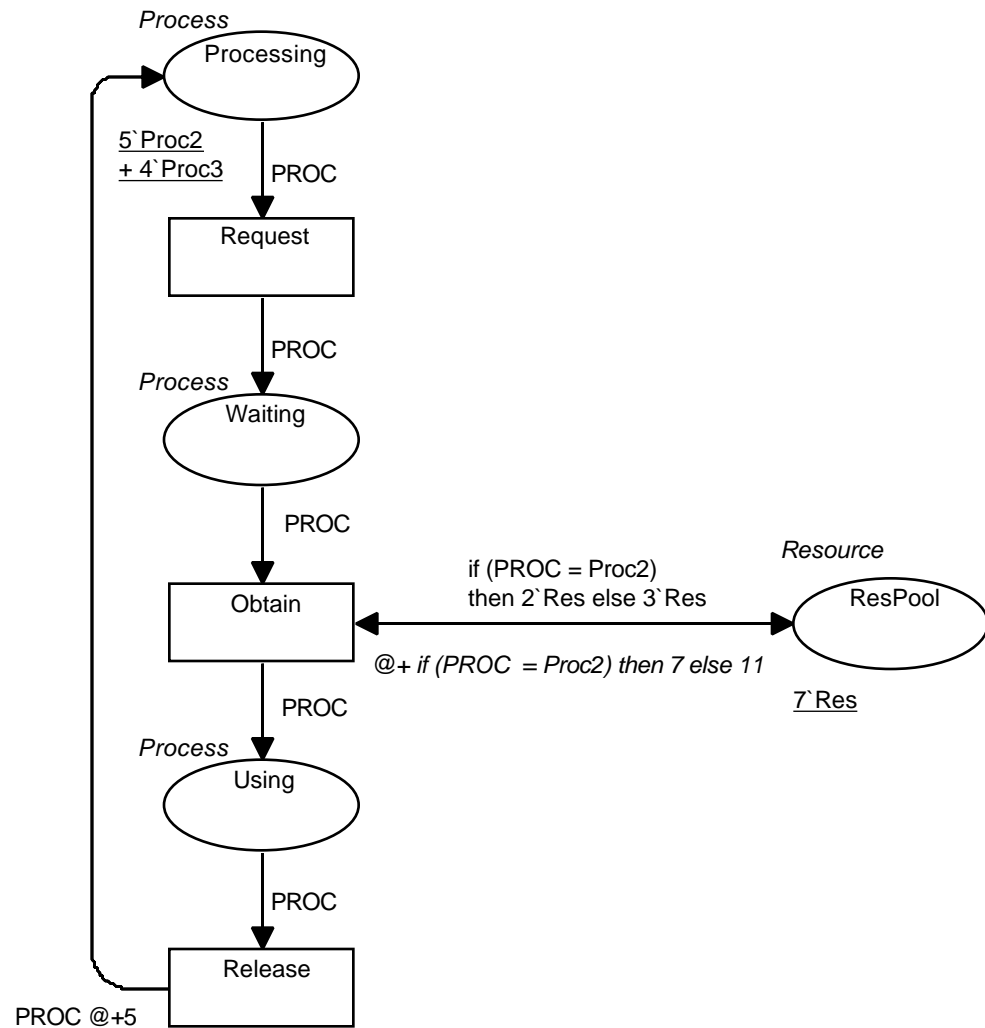 Process
Processing
5`Proc2
+ 4`Proc3
PROC
Request
PROC
Process
Waiting
PROC
Obtain
if (PROC = Proc2)
then 2`Res else 3`Res
@+ if (PROC = Proc2) then 7 else 11
Resource
ResPool
7`Res
PROC
Process
Using
PROC
Release
PROC @+5